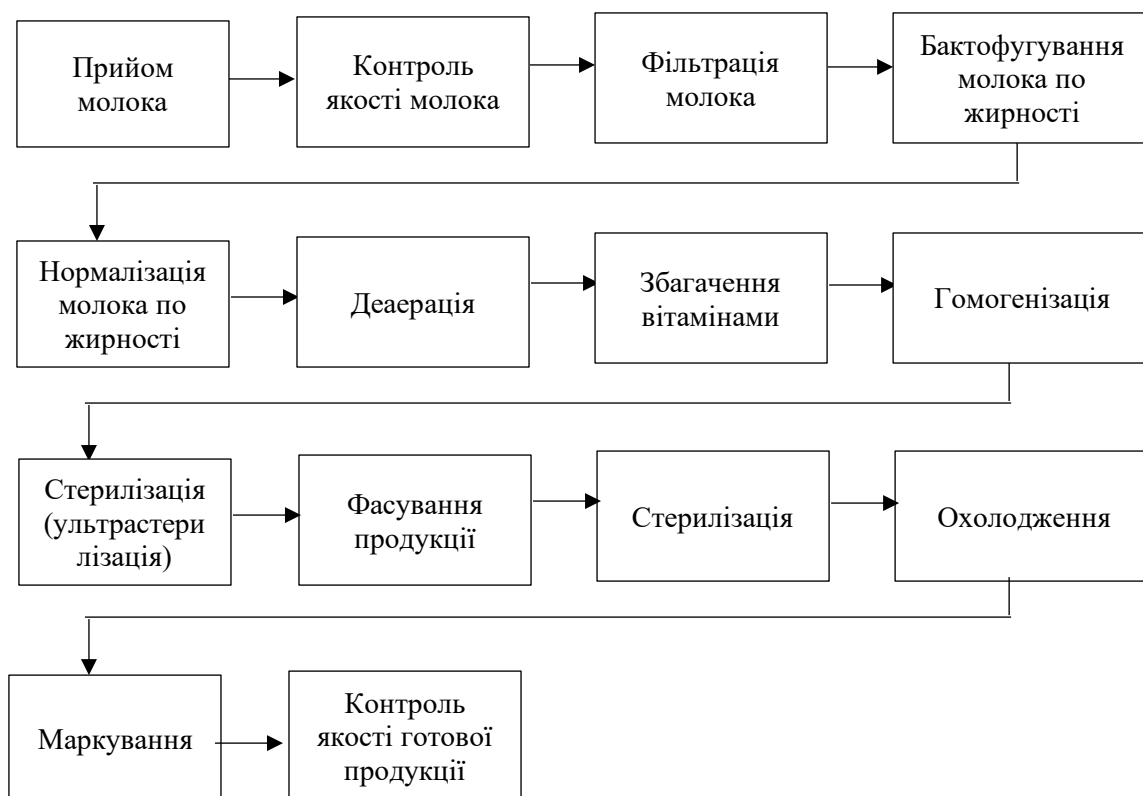 Прийом
молока
Контроль
якості молока
Фільтрація
молока
Бактофугування
молока по
жирності
Нормалізація
молока по
жирності
Деаерація
Збагачення
вітамінами
Гомогенізація
Стерилізація
(ультрастери
лізація)
Фасування
продукції
Стерилізація
Охолодження
Маркування
Контроль
якості готової
продукції